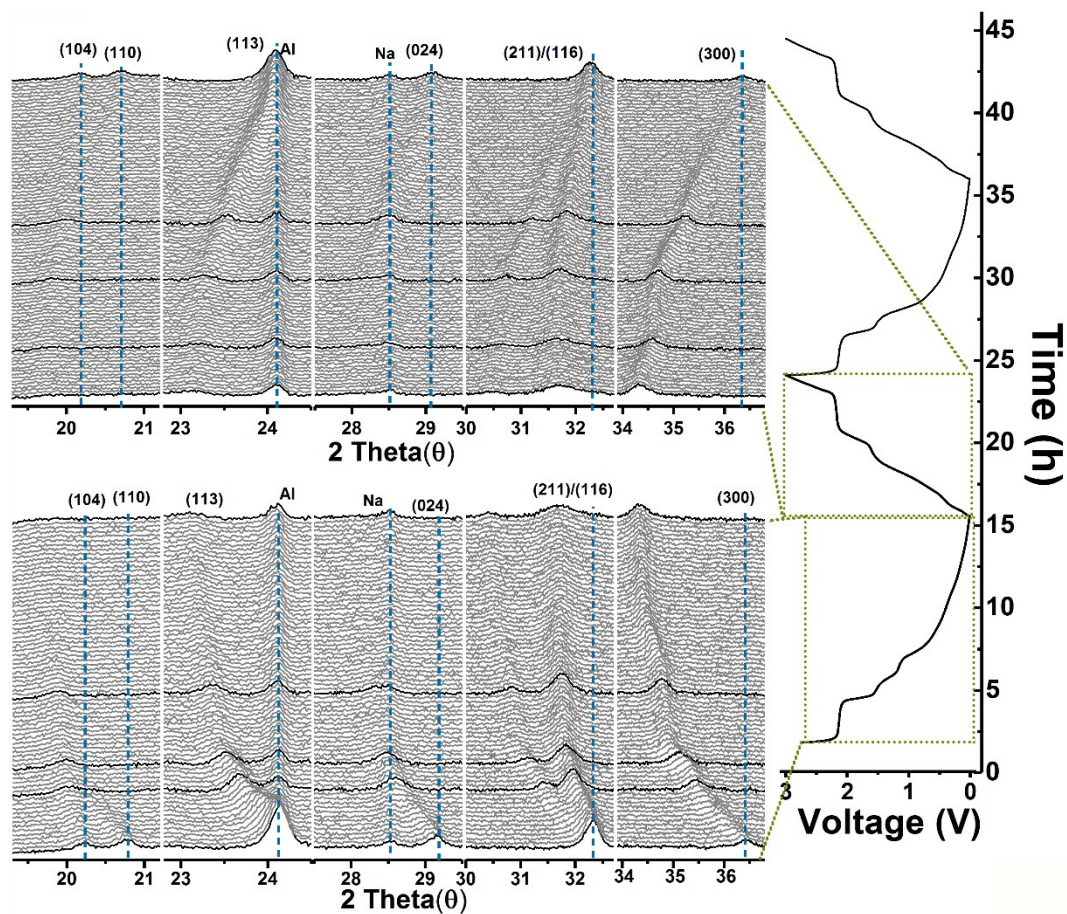 (104) (110) (113) Al Na (024) (211)/(116) (300)
20 21 23 24 28 29 30 31 32 34 35 36
2 Theta(θ)
(104) (110) (113) Al Na (024) (211)/(116) (300)
20 21 23 24 28 29 30 31 32 34 35 36
2 Theta(θ)
45
40
35
30
25
20
15
10
5
0
Time (h)
3 2 1 0
Voltage (V)